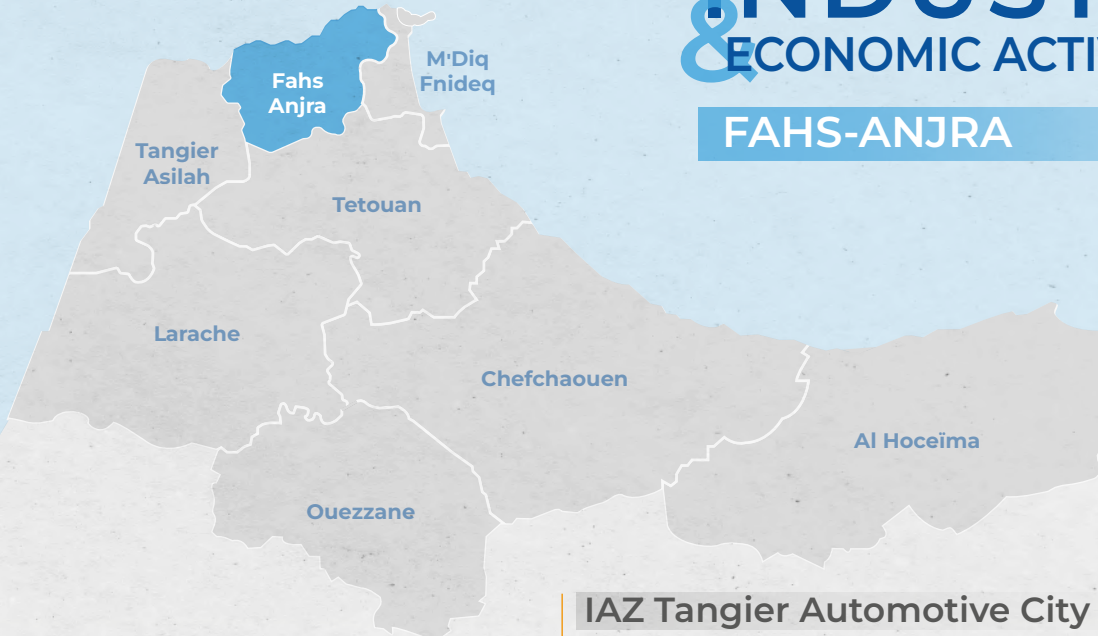 INDUST
& ECONOMIC ACTI
FAHS-ANJRA
M'Diq
Fnideq
Fahs
Anjra
Tangier
Asilah
Tetouan
Larache
Chefchaouen
Al Hoceïma
Ouezzane
IAZ Tangier Automotive City